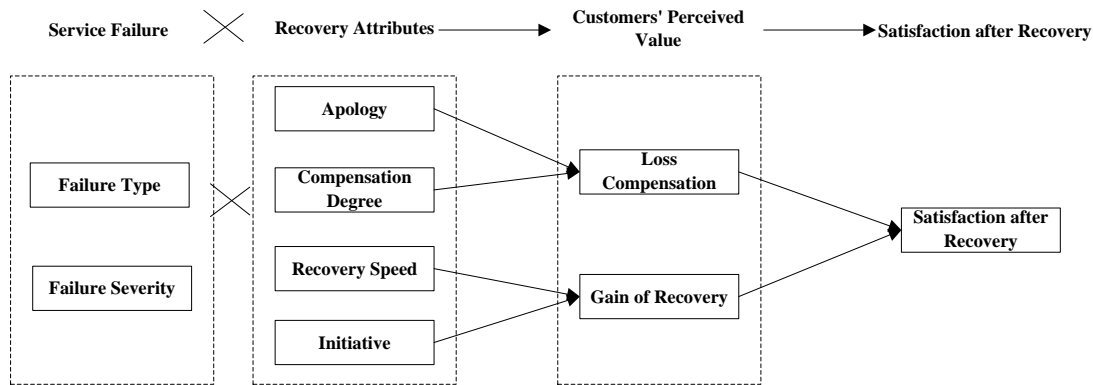 Service Failure
Recovery Attributes
Customers' Perceived
Value
Satisfaction after Recovery
Failure Type
Failure Severity
Apology
Compensation
Degree
Recovery Speed
Initiative
Loss
Compensation
Gain of Recovery
Satisfaction after
Recovery